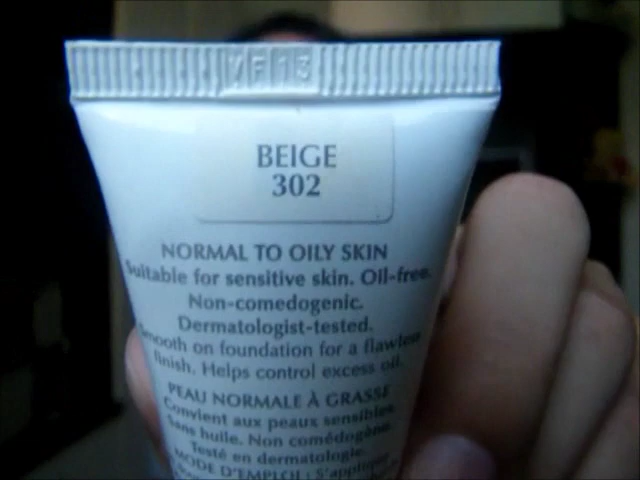 YF13
BEIGE
302
NORMAL TO OILY SKIN
Suitable for sensitive skin. Oil-free.
Non-comedogenic.
Dermatologist-tested.
Smooth on foundation for a flawless
finish. Helps control excess oil.
PEAU NORMALE À GRASSE
Convient aux peaux sensibles.
Sans huile. Non comédogène.
Testé en dermatologie.
MODE D'EMPLOI : S'applique